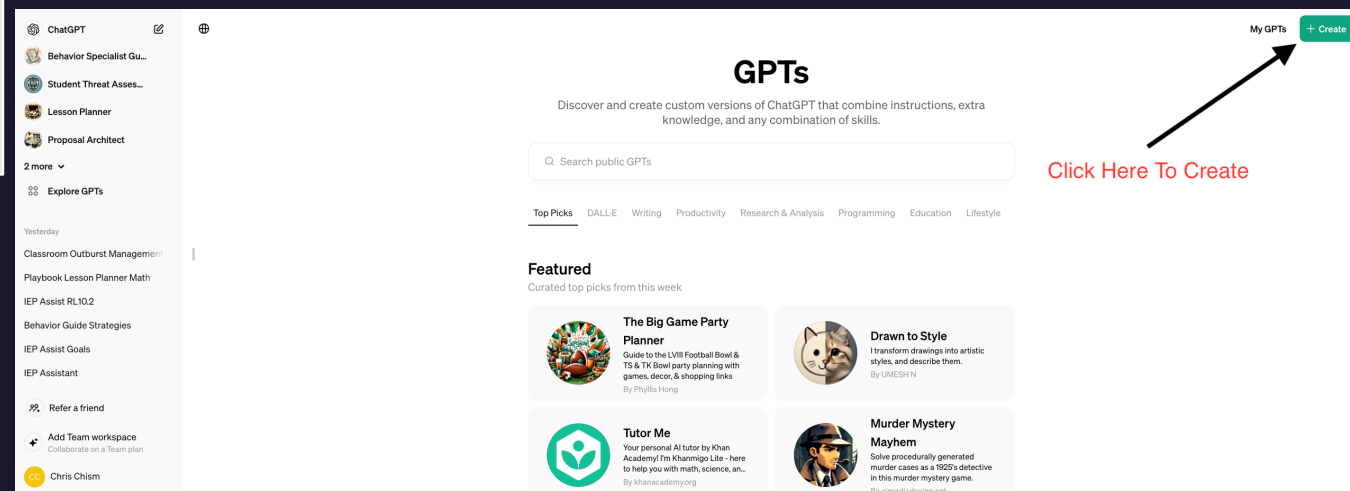 ChatGPT
Behavior Specialist Gu...
Student Threat Asses...
Lesson Planner
Proposal Architect
2 more
Explore GPTs
Yesterday
Classroom Outburst Management
Playbook Lesson Planner Math
IEP Assist RL10.2
Behavior Guide Strategies
IEP Assist Goals
IEP Assistant
Refer a friend
Add Team workspace
Collaborate on a Team plan
CC Chris Chism
My GPTs
+ Create
Click Here To Create
GPTs
Discover and create custom versions of ChatGPT that combine instructions, extra
knowledge, and any combination of skills.
Search public GPTs
Top Picks DALL·E Writing Productivity Research & Analysis Programming Education Lifestyle
Featured
Curated top picks from this week
The Big Game Party
Planner
Guide to the LVIII Football Bowl &
TS & TK Bowl party planning with
games, decor, & shopping links
By Phyllis Hong
Drawn to Style
I transform drawings into artistic
styles, and describe them.
By UMESH N
Tutor Me
Your personal AI tutor by Khan
Academy! I'm Khanmigo Lite - here
to help you with math, science, an...
By khanacademy.org
Murder Mystery
Mayhem
Solve procedurally generated
murder cases as a 1925's detective
in this murder mystery game.